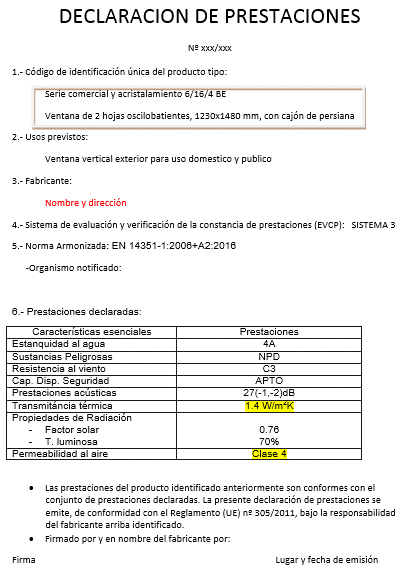 DECLARACION DE PRESTACIONES
Nº xxx/xxx
1.- Código de identificación única del producto tipo:
Serie comercial y acristalamiento 6/16/4 BE
Ventana de 2 hojas oscilobatientes, 1230x1480 mm, con cajón de persiana
2.- Usos previstos:
Ventana vertical exterior para uso domestico y publico
3.- Fabricante:
Nombre y dirección
4.- Sistema de evaluación y verificación de la constancia de prestaciones (EVCP): SISTEMA 3
5.- Norma Armonizada: EN 14351-1:2006+A2:2016
-Organismo notificado:
6.- Prestaciones declaradas:
Características esenciales Prestaciones
Estanquidad al agua 4A
Sustancias Peligrosas NPD
Resistencia al viento C3
Cap. Disp. Seguridad APTO
Prestaciones acústicas 27(-1,-2)dB
Transmitáncia térmica 1.4 W/m²K
Propiedades de Radiación
- Factor solar 0.76
- T. luminosa 70%
Permeabilidad al aire Clase 4
• Las prestaciones del producto identificado anteriormente son conformes con el
conjunto de prestaciones declaradas. La presente declaración de prestaciones se
emite, de conformidad con el Reglamento (UE) nº 305/2011, bajo la responsabilidad
del fabricante arriba identificado.
• Firmado por y en nombre del fabricante por:
Firma Lugar y fecha de emisión